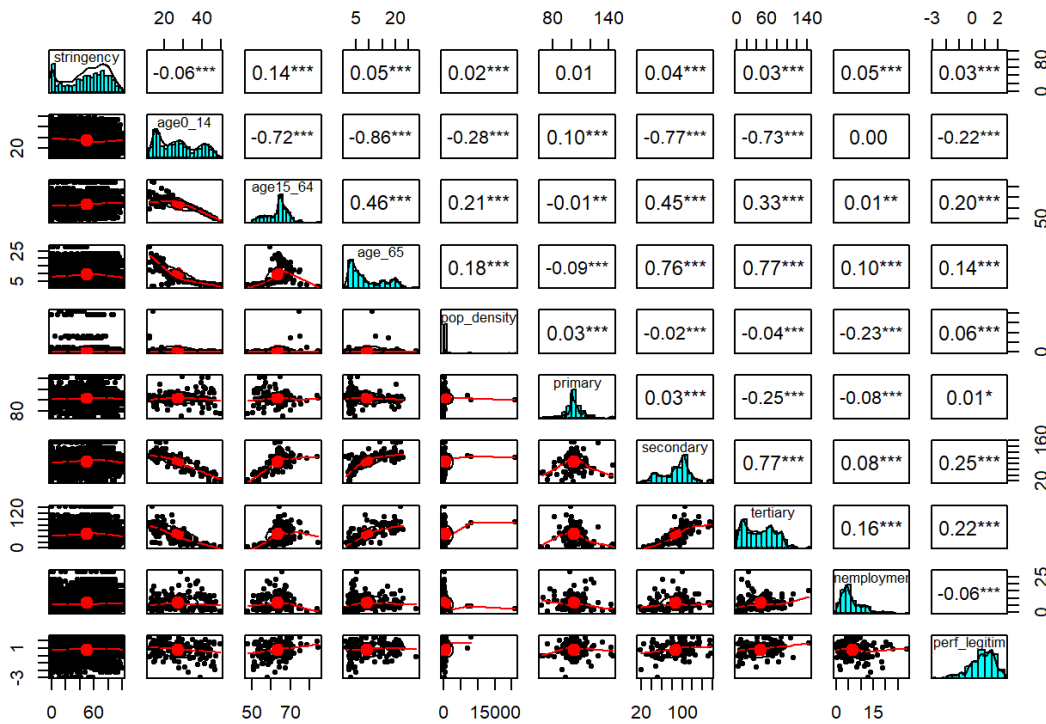 20 40 5 20 80 140 0 60 140 -3 0 2
stringency -0.06*** 0.14*** 0.05*** 0.02*** 0.01 0.04*** 0.03*** 0.05*** 0.03*** 0 40 80
20 age0_14 -0.72*** -0.86*** -0.28*** 0.10*** -0.77*** -0.73*** 0.00 -0.22***
age15_64 0.46*** 0.21*** -0.01** 0.45*** 0.33*** 0.01** 0.20*** 50
5 25 age_65 0.18*** -0.09*** 0.76*** 0.77*** 0.10*** 0.14***
pop_density 0.03*** -0.02*** -0.04*** -0.23*** 0.06*** 0
80 primary 0.03*** -0.25*** -0.08*** 0.01*
secondary 0.77*** 0.08*** 0.25*** 20 160
0 120 tertiary 0.16*** 0.22***
nemploymen -0.06*** 0 25
-3 1 perf_legitim
0 60 50 70 0 15000 20 100 0 15